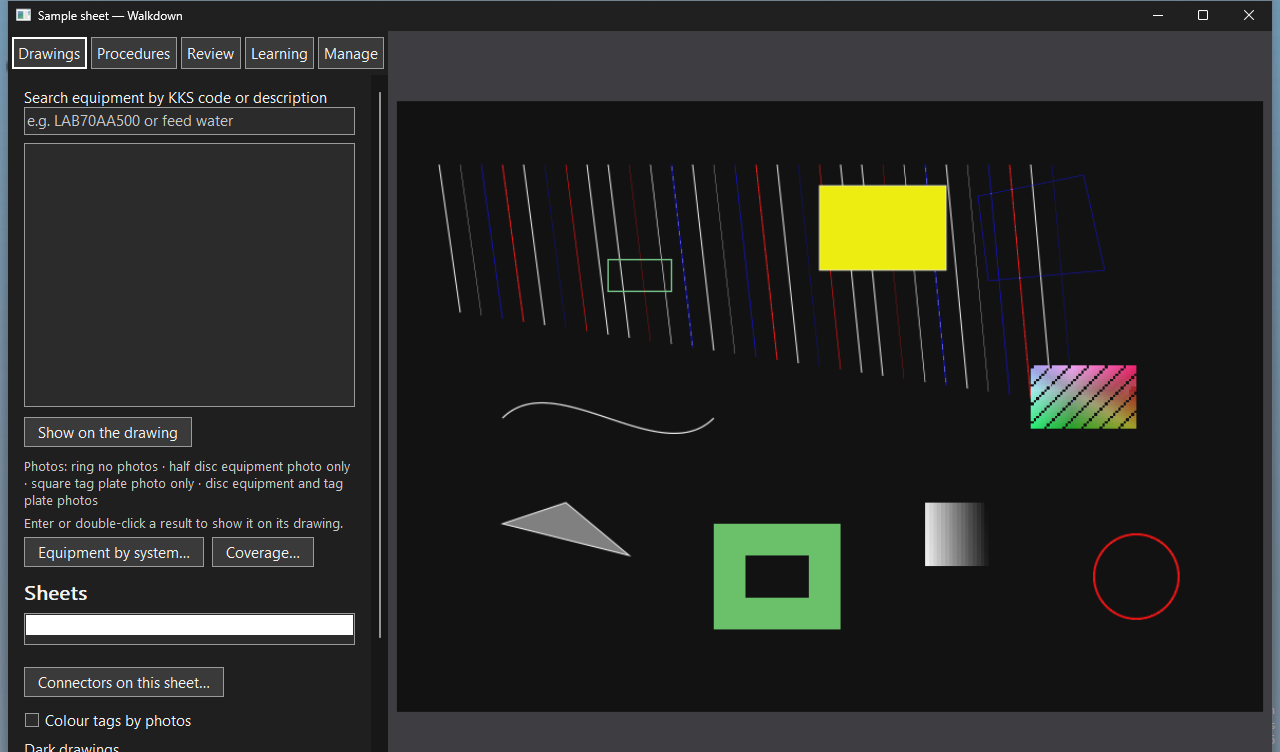 Sample sheet — Walkdown
Drawings Procedures Review Learning Manage
Search equipment by KKS code or description
e.g. LAB70AA500 or feed water
Show on the drawing
Photos: ring no photos · half disc equipment photo only
· square tag plate photo only · disc equipment and tag
plate photos
Enter or double-click a result to show it on its drawing.
Equipment by system... Coverage...
Sheets
Connectors on this sheet...
Colour tags by photos
Dark drawings